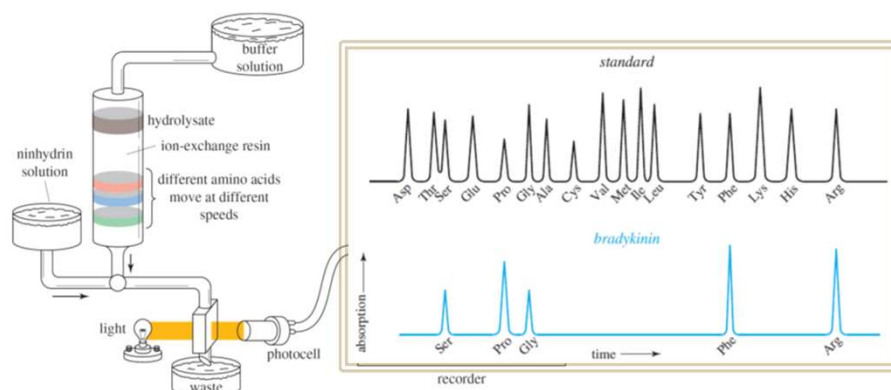 buffer
solution
hydrolysate
ion-exchange resin
ninhydrin
solution
different amino acids
move at different
speeds
light
photocell
waste
standard
Asp Thr Ser Glu Pro Gly Ala Cys Val Met Ile Leu Tyr Phe Lys His Arg
bradykinin
absorption
Ser Pro Gly Phe Arg
time
recorder